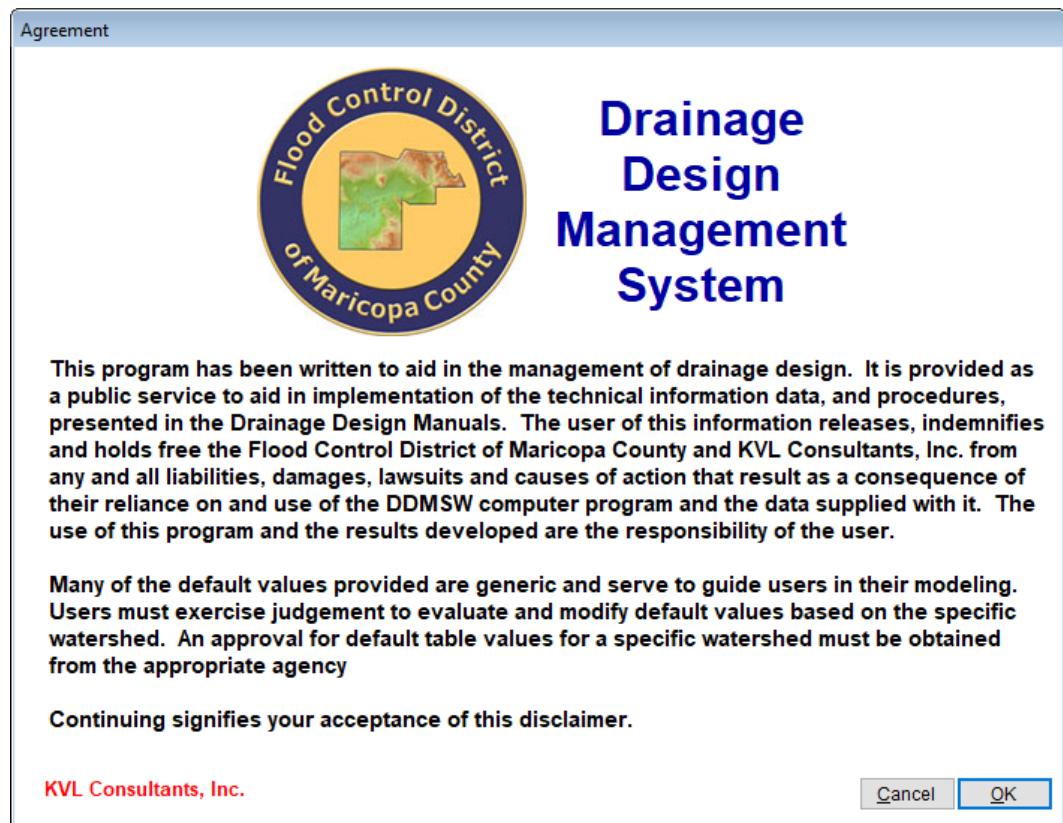 Agreement
Flood Control District
of Maricopa County
Drainage
Design
Management
System
This program has been written to aid in the management of drainage design.  It is provided as
a public service to aid in implementation of the technical information data, and procedures,
presented in the Drainage Design Manuals.  The user of this information releases, indemnifies
and holds free the Flood Control District of Maricopa County and KVL Consultants, Inc. from
any and all liabilities, damages, lawsuits and causes of action that result as a consequence of
their reliance on and use of the DDMSW computer program and the data supplied with it.  The
use of this program and the results developed are the responsibility of the user.
Many of the default values provided are generic and serve to guide users in their modeling.
Users must exercise judgement to evaluate and modify default values based on the specific
watershed.  An approval for default table values for a specific watershed must be obtained
from the appropriate agency
Continuing signifies your acceptance of this disclaimer.
KVL Consultants, Inc.
Cancel
OK